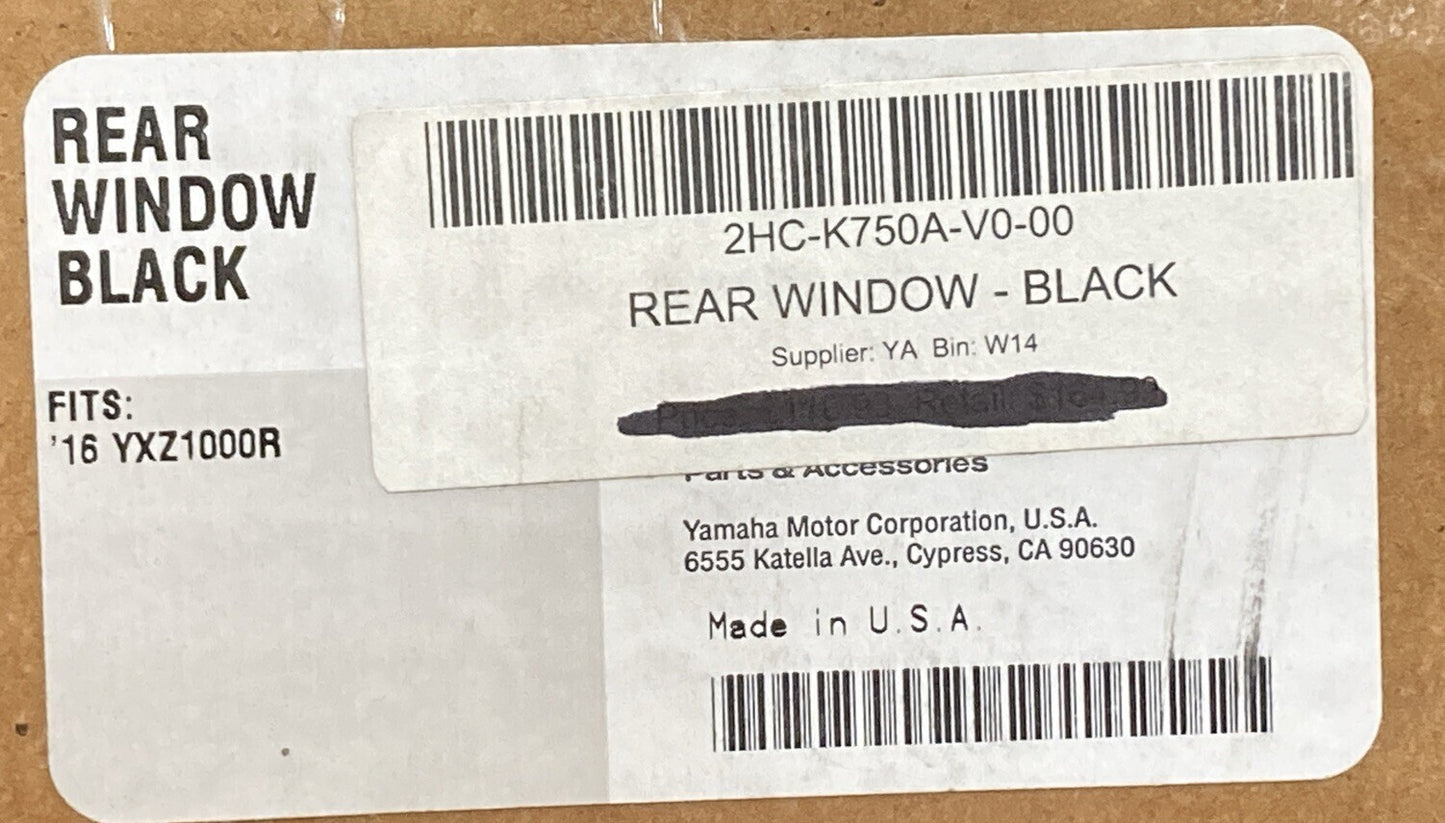 REAR
WINDOW
BLACK
FITS:
'16 YXZ1000R
2HC-K750A-V0-00
REAR WINDOW - BLACK
Supplier: YA Bin: W14
Parts & Accessories
Yamaha Motor Corporation, U.S.A.
6555 Katella Ave., Cypress, CA 90630
Made in U.S.A.